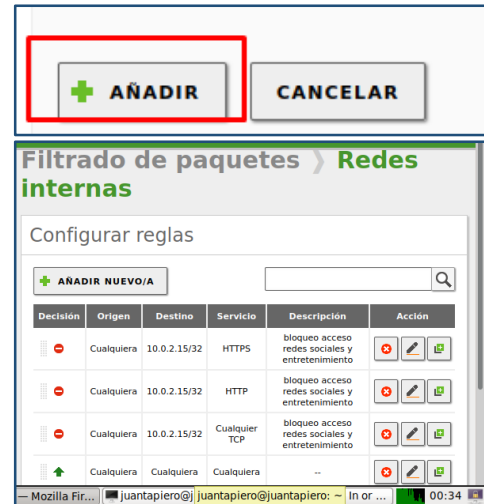 AÑADIR
CANCELAR
Filtrado de paquetes 》 Redes
internas
Configurar reglas
AÑADIR NUEVO/A
Decisión Origen Destino Servicio Descripción Acción
Cualquiera 10.0.2.15/32 HTTPS bloqueo acceso
redes sociales y
entretenimiento
Cualquiera 10.0.2.15/32 HTTP bloqueo acceso
redes sociales y
entretenimiento
Cualquiera 10.0.2.15/32 Cualquier
TCP bloqueo acceso
redes sociales y
entretenimiento
Cualquiera Cualquiera Cualquiera --
— Mozilla Fir... juantapiero@j juantapiero@juantapiero: ~ In or ... 00:34